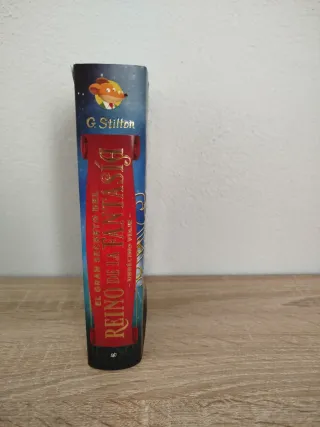 G. Stilton
EL GRAN SECRETO DEL
REINO DE LA FANTASÍA